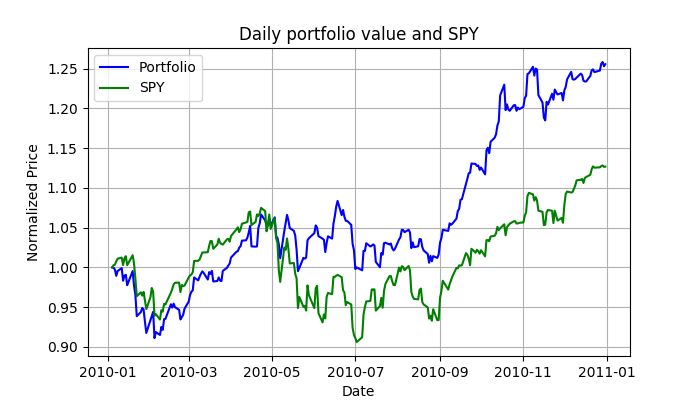 Daily portfolio value and SPY
Normalized Price
1.25
1.20
1.15
1.10
1.05
1.00
0.95
0.90
Portfolio
SPY
2010-01 2010-03 2010-05 2010-07 2010-09 2010-11 2011-01
Date